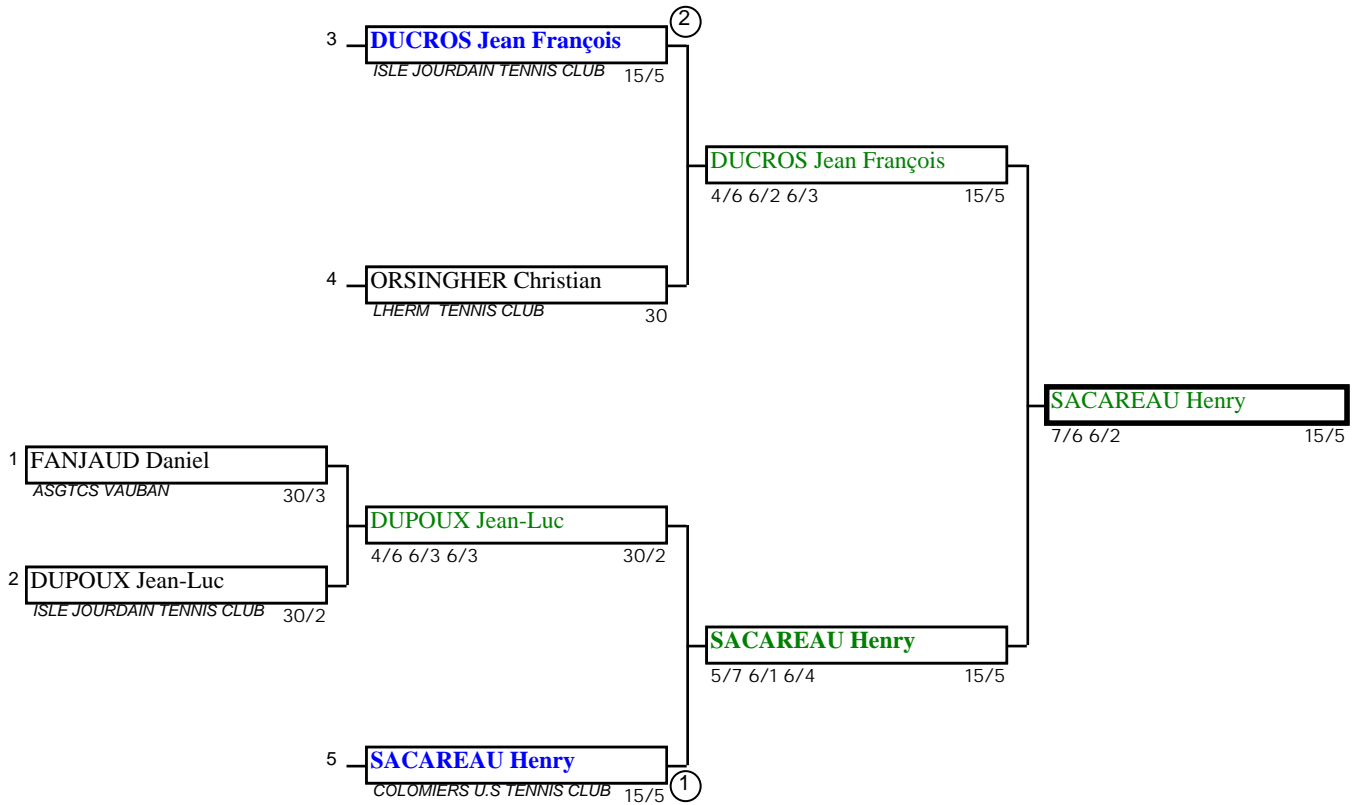 2
3
DUCROS Jean François
ISLE JOURDAIN TENNIS CLUB 15/5
DUCROS Jean François
4/6 6/2 6/3 15/5
4
ORSINGHER Christian
LHERM TENNIS CLUB 30
SACAREAU Henry
7/6 6/2 15/5
1
FANJAUD Daniel
ASGTCS VAUBAN 30/3
DUPOUX Jean-Luc
4/6 6/3 6/3 30/2
2
DUPOUX Jean-Luc
ISLE JOURDAIN TENNIS CLUB 30/2
SACAREAU Henry
5/7 6/1 6/4 15/5
5
SACAREAU Henry
COLOMIERS U.S TENNIS CLUB 15/5
1